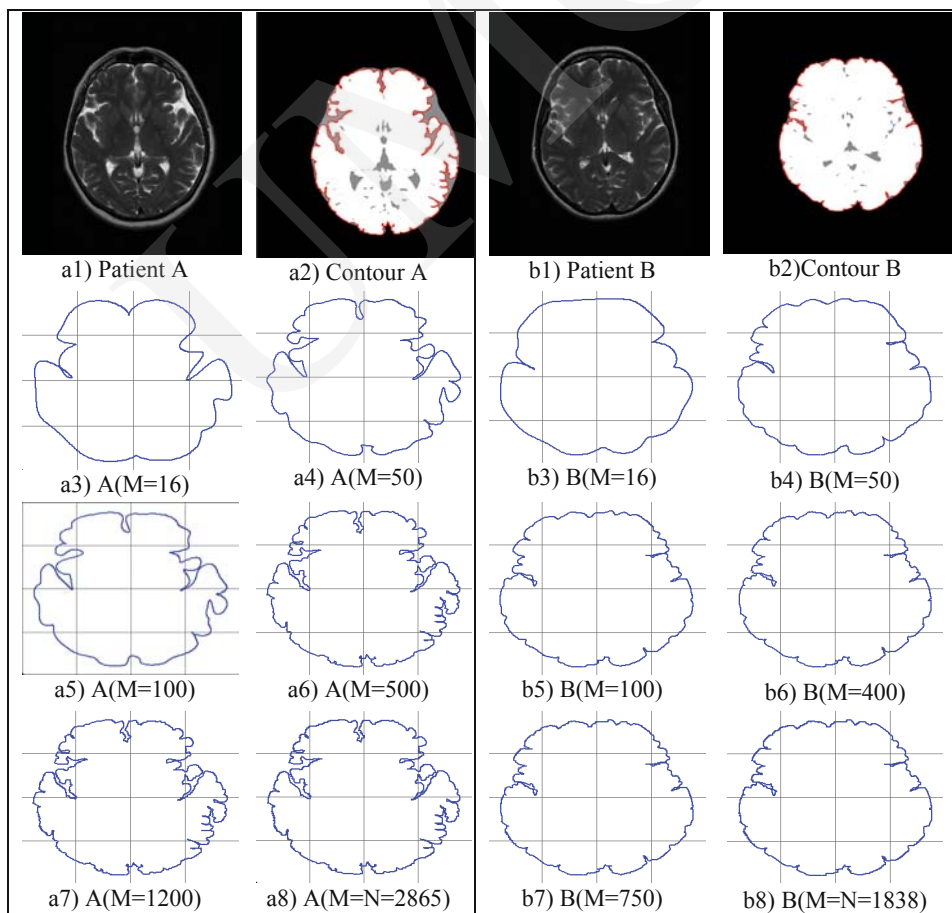 a1) Patient A
a2) Contour A
b1) Patient B
b2)Contour B
a3) A(M=16)
a4) A(M=50)
b3) B(M=16)
b4) B(M=50)
a5) A(M=100)
a6) A(M=500)
b5) B(M=100)
b6) B(M=400)
a7) A(M=1200)
a8) A(M=N=2865)
b7) B(M=750)
b8) B(M=N=1838)